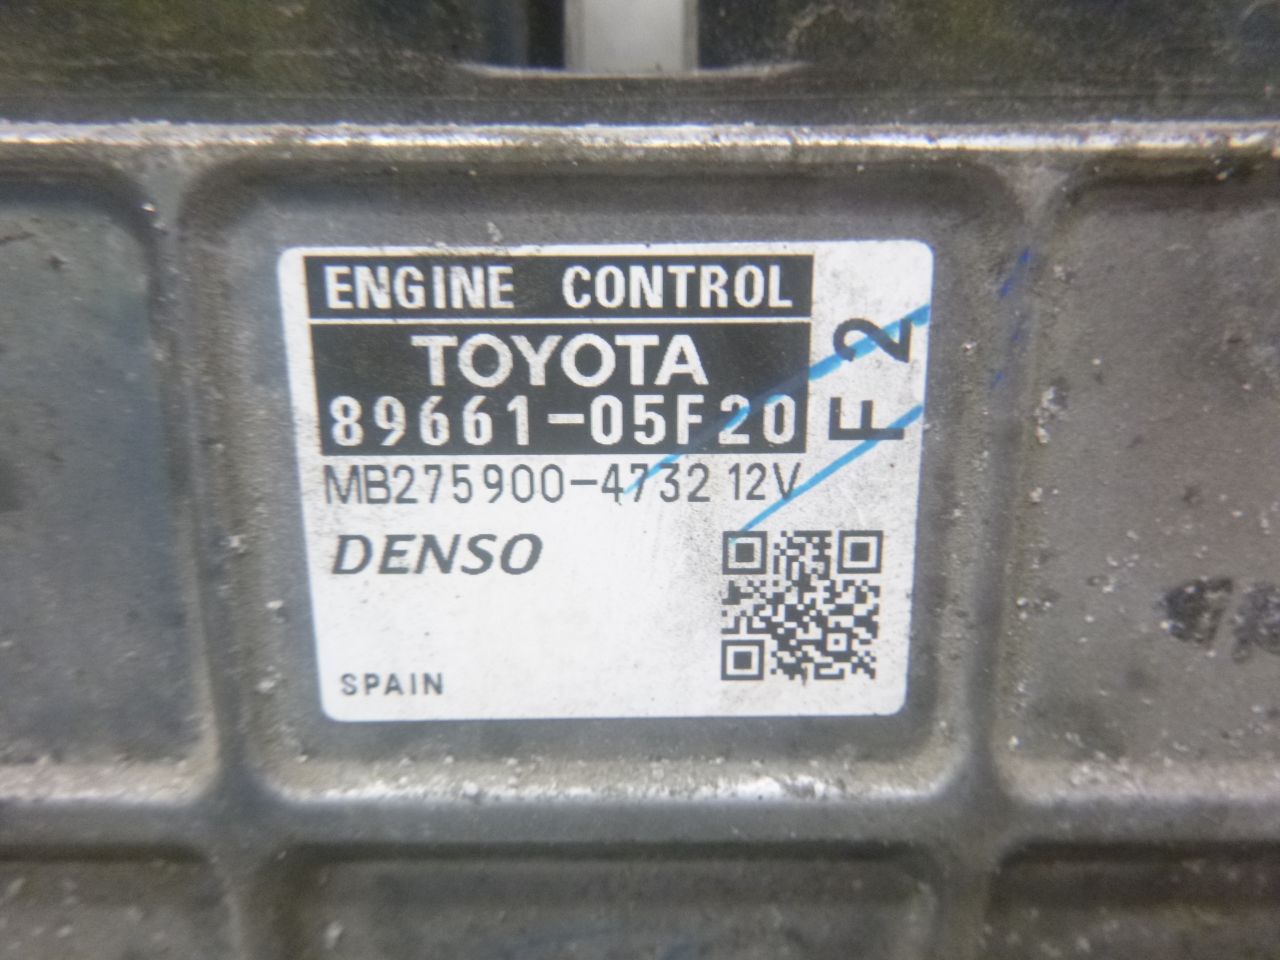 ENGINE CONTROL
TOYOTA
89661-05F20
F2
MB275900-4732 12V
DENSO
SPAIN